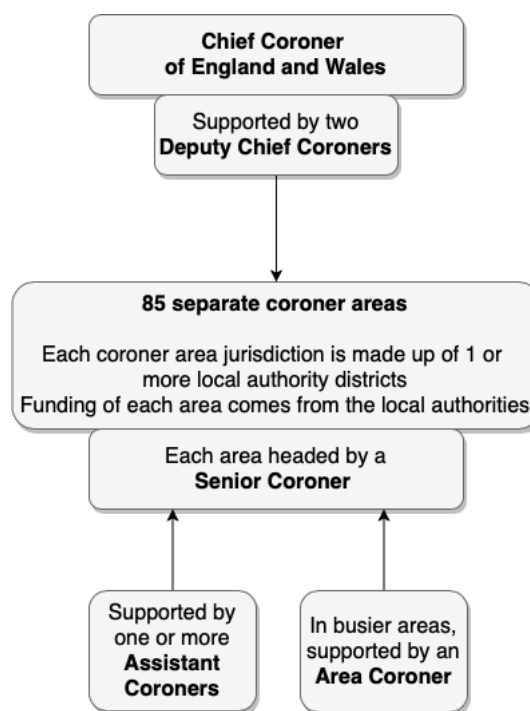 Chief Coroner
of England and Wales
Supported by two
Deputy Chief Coroners
85 separate coroner areas
Each coroner area jurisdiction is made up of 1 or
more local authority districts
Funding of each area comes from the local authorities
Each area headed by a
Senior Coroner
Supported by
one or more
Assistant
Coroners
In busier areas,
supported by an
Area Coroner